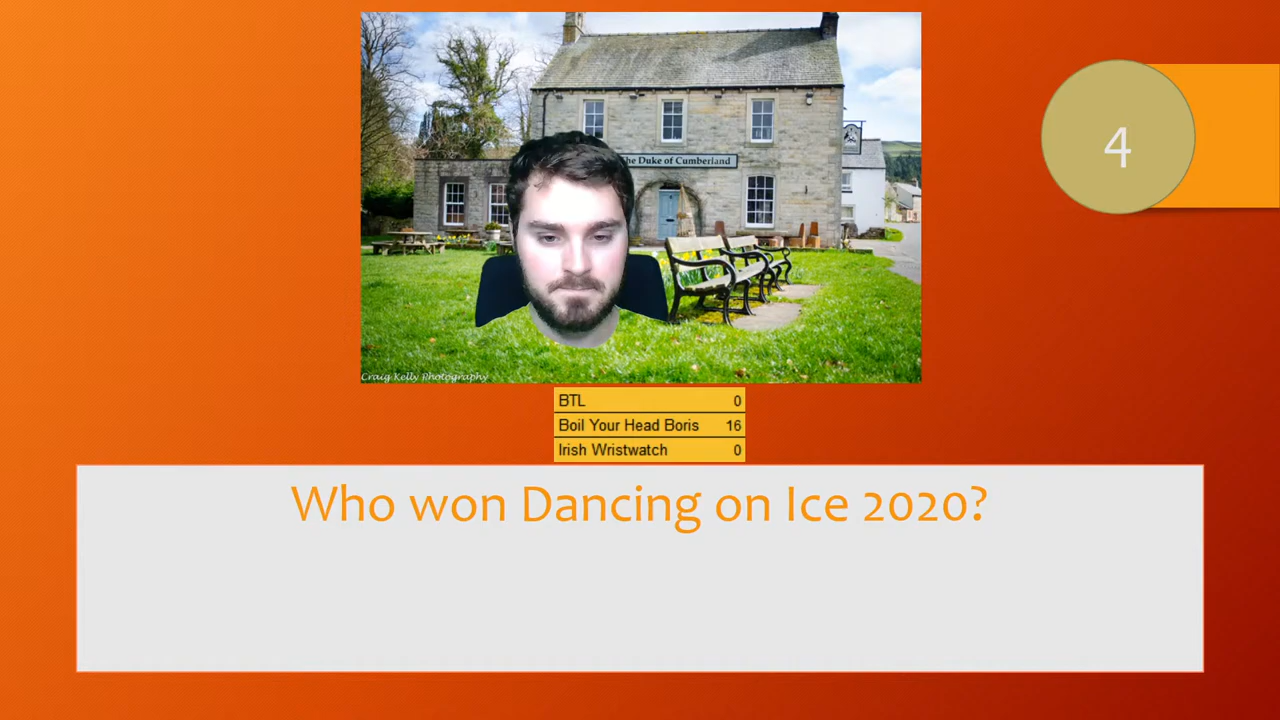 4
The Duke of Cumberland
Craig Kelly Photography
BTL 0
Boil Your Head Boris 16
Irish Wristwatch 0
Who won Dancing on Ice 2020?